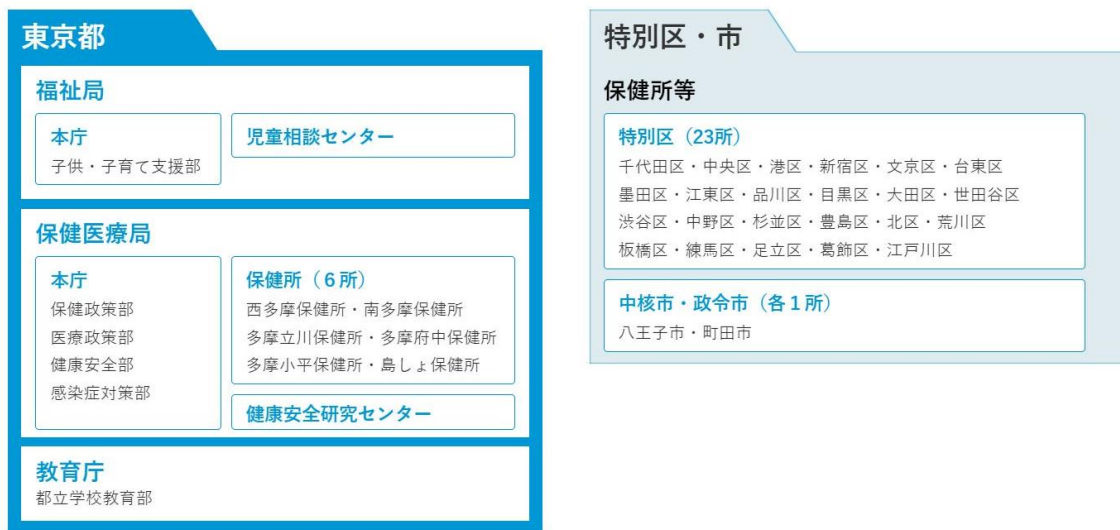 東京都
福祉局
本庁
子供・子育て支援部
児童相談センター
保健医療局
本庁
保健政策部
医療政策部
健康安全部
感染症対策部
保健所（６所）
西多摩保健所・南多摩保健所
多摩立川保健所・多摩府中保健所
多摩小平保健所・島しょ保健所
健康安全研究センター
教育庁
都立学校教育部
特別区・市
保健所等
特別区（23所）
千代田区・中央区・港区・新宿区・文京区・台東区
墨田区・江東区・品川区・目黒区・大田区・世田谷区
渋谷区・中野区・杉並区・豊島区・北区・荒川区
板橋区・練馬区・足立区・葛飾区・江戸川区
中核市・政令市（各１所）
八王子市・町田市